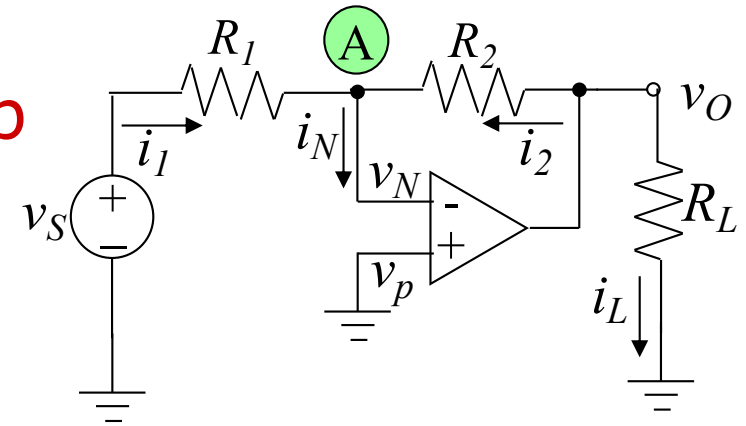 A
R1
R2
p
vO
i1
iN
i2
vN
-
+
vS
+
−
+
vp
RL
iL